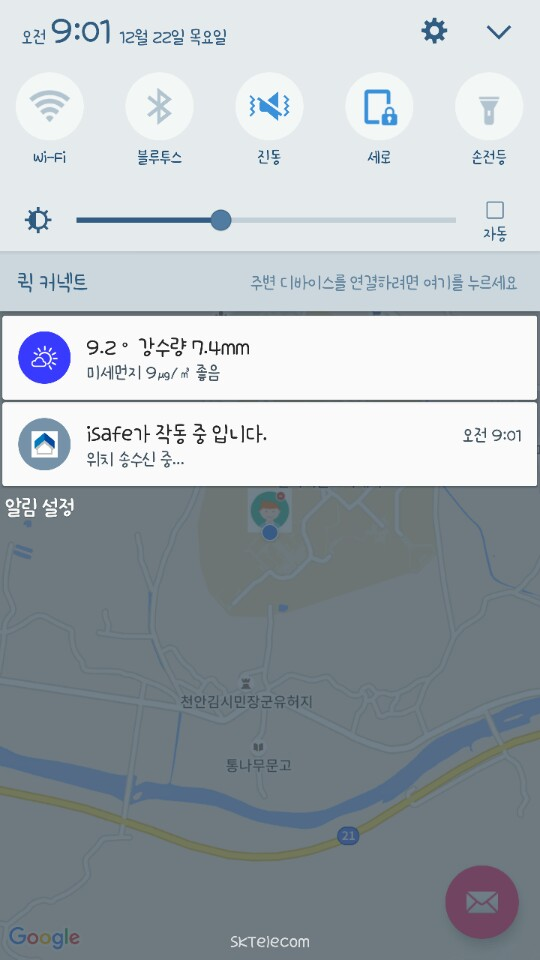 오전 9:01 12월 22일 목요일
Wi-Fi 블루투스 진동 세로 손전등
자동
퀵 커넥트 주변 디바이스를 연결하려면 여기를 누르세요
9.2° 강수량 7.4mm
미세먼지 9㎍/㎥ 좋음
iSafe가 작동 중 입니다. 오전 9:01
위치 송수신 중...
알림 설정
천안김시민장군유허지
통나무문고
21
Google
SKTelecom